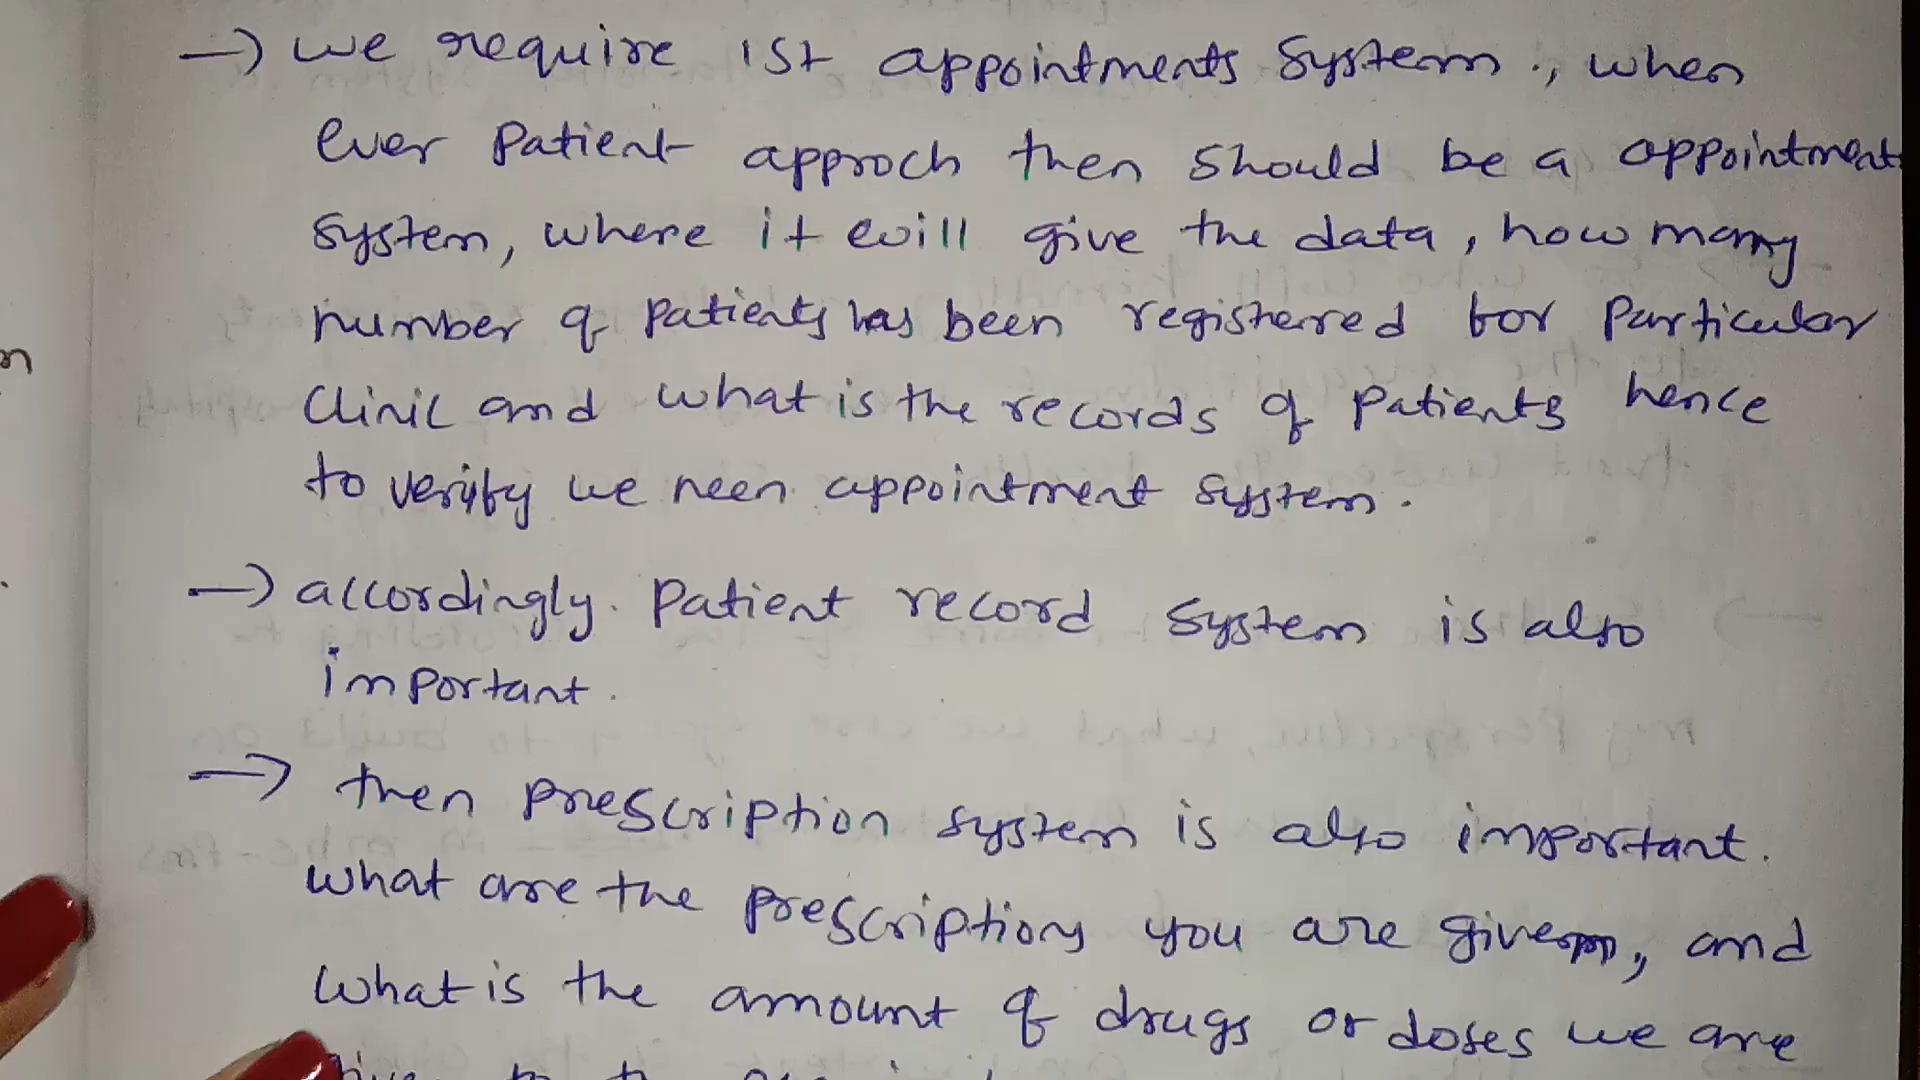 → we require 1st appointments system., when
ever patient approch then should be a appointment
system, where it will give the data, how many
number of patients has been registered for particular
clinic and what is the records of patients hence
to verify we neen appointment system.
→ accordingly. patient record system is also
important.
→ then prescription system is also important.
what are the prescriptions you are given, and
what is the amount of drugs or doses we are